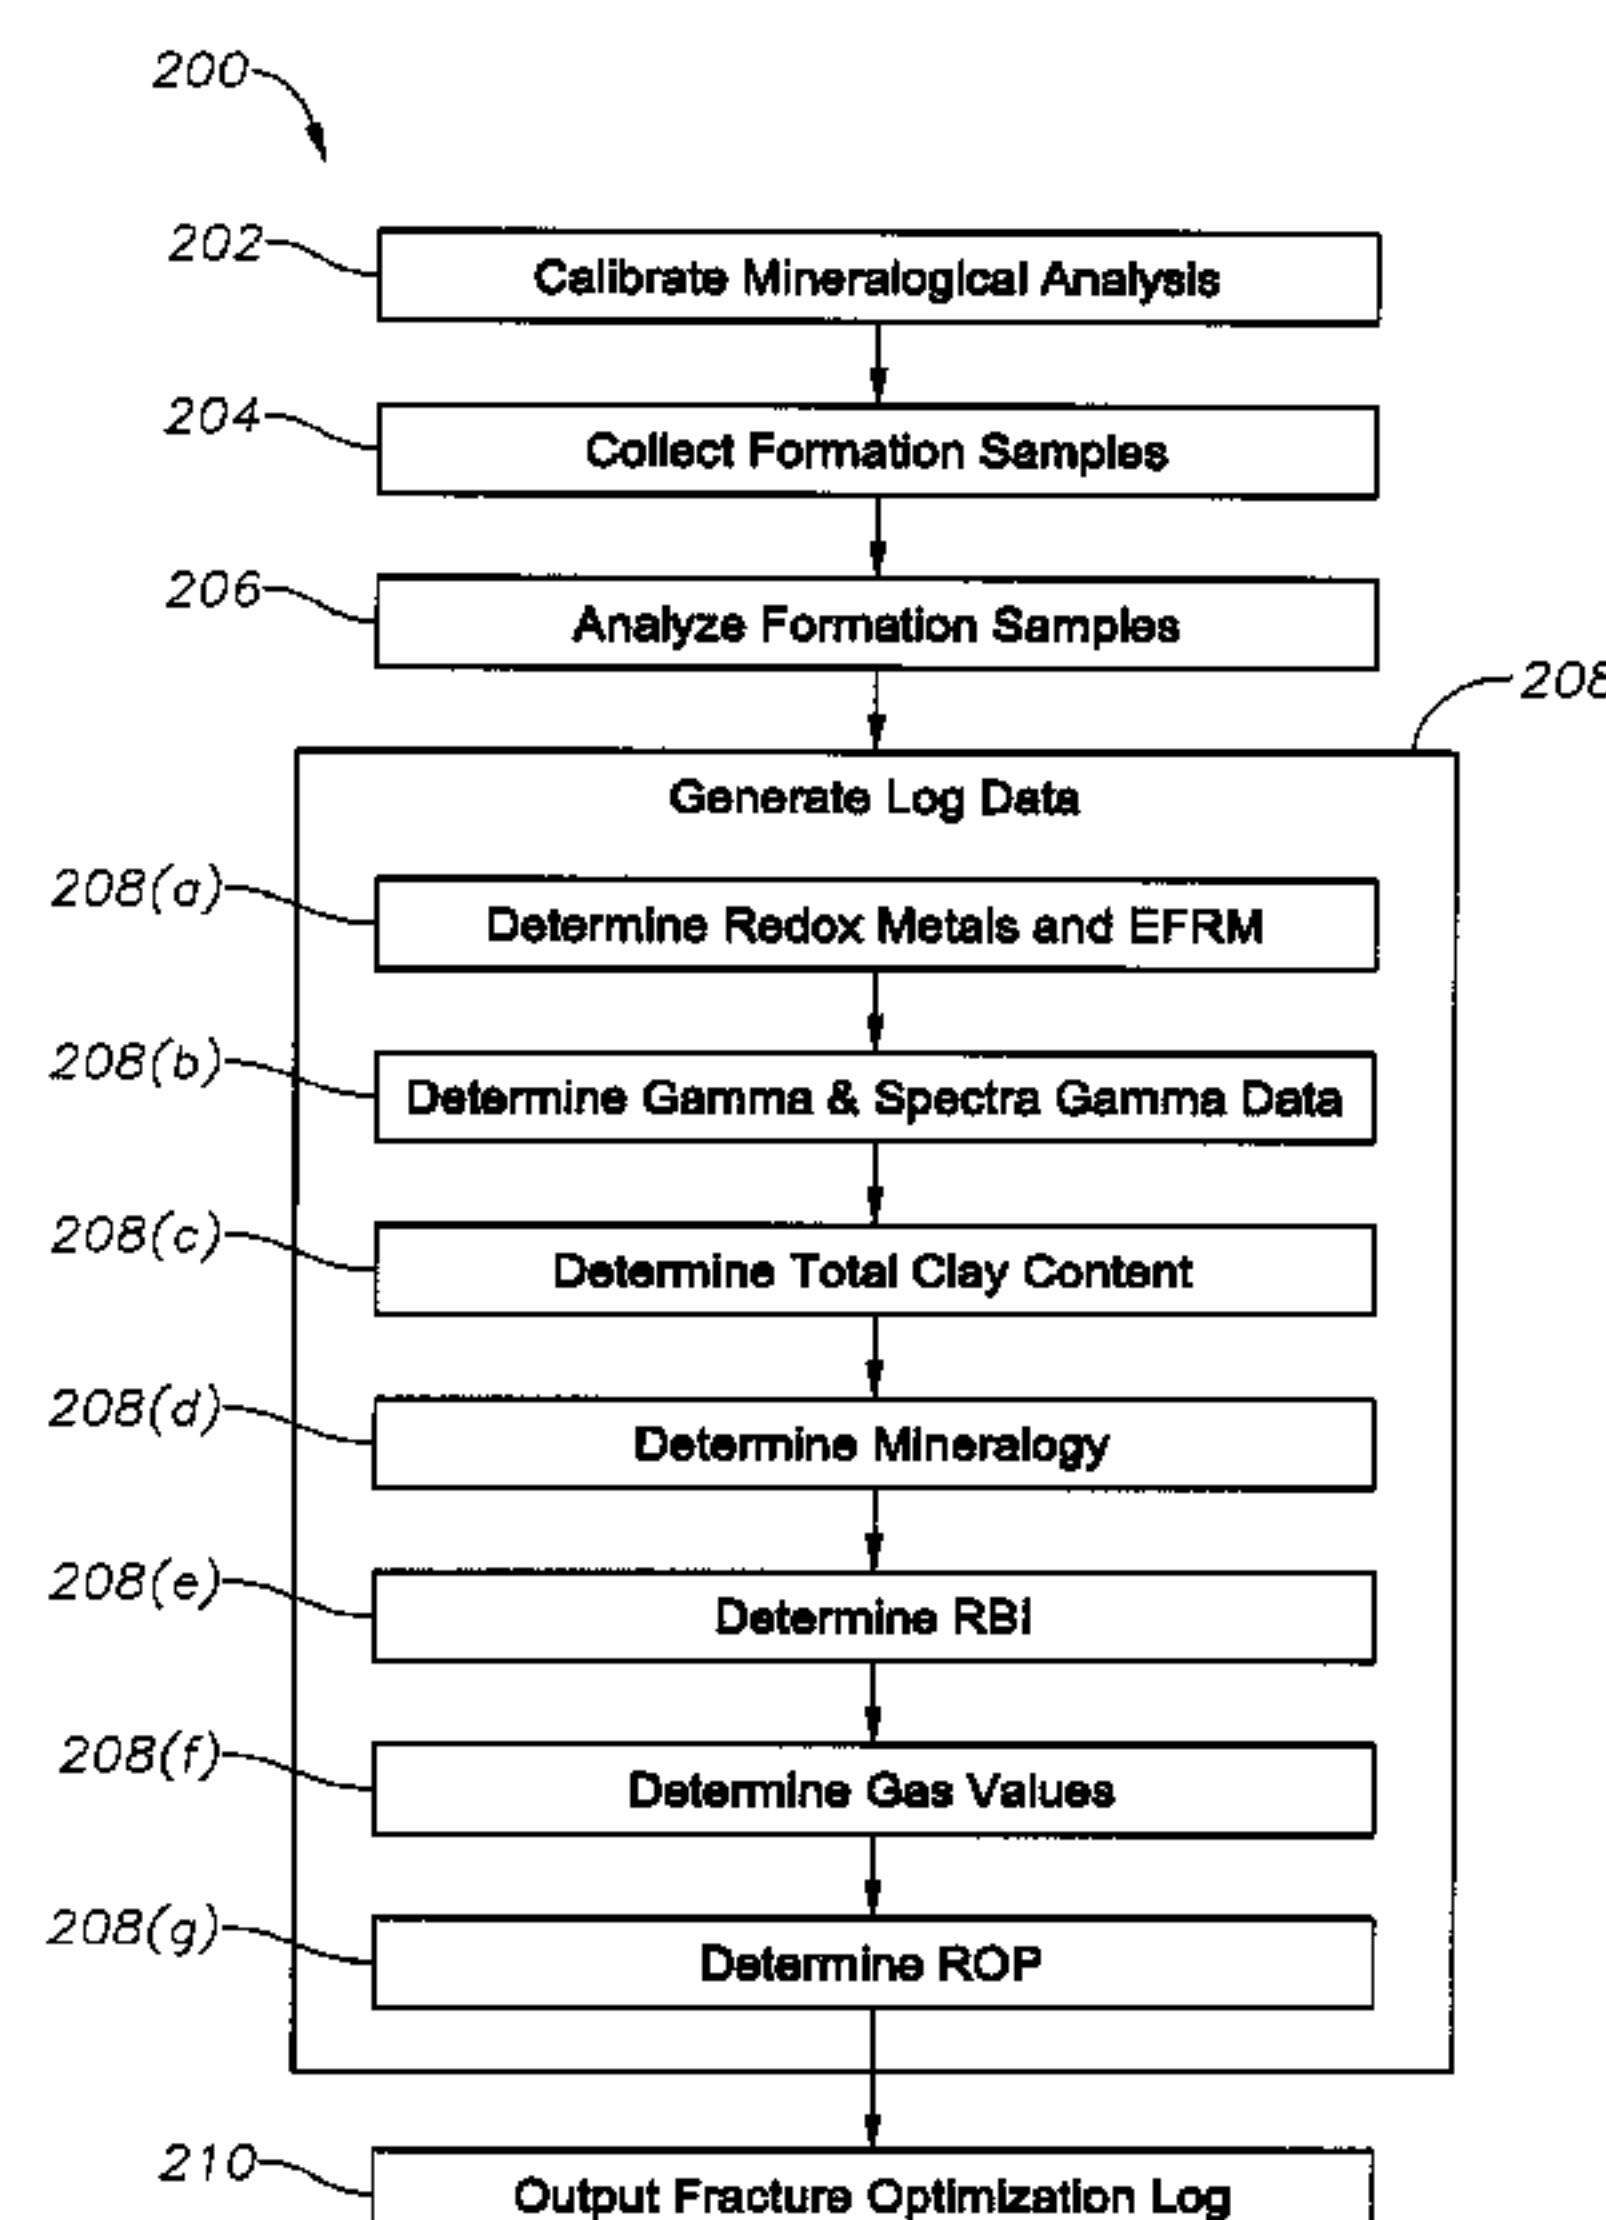 200
202
Calibrate Mineralogical Analysis
204
Collect Formation Samples
206
Analyze Formation Samples
208
Generate Log Data
208(a)
Determine Redox Metals and EFRM
208(b)
Determine Gamma & Spectra Gamma Data
208(c)
Determine Total Clay Content
208(d)
Determine Mineralogy
208(e)
Determine RBI
208(f)
Determine Gas Values
208(g)
Determine ROP
210
Output Fracture Optimization Log